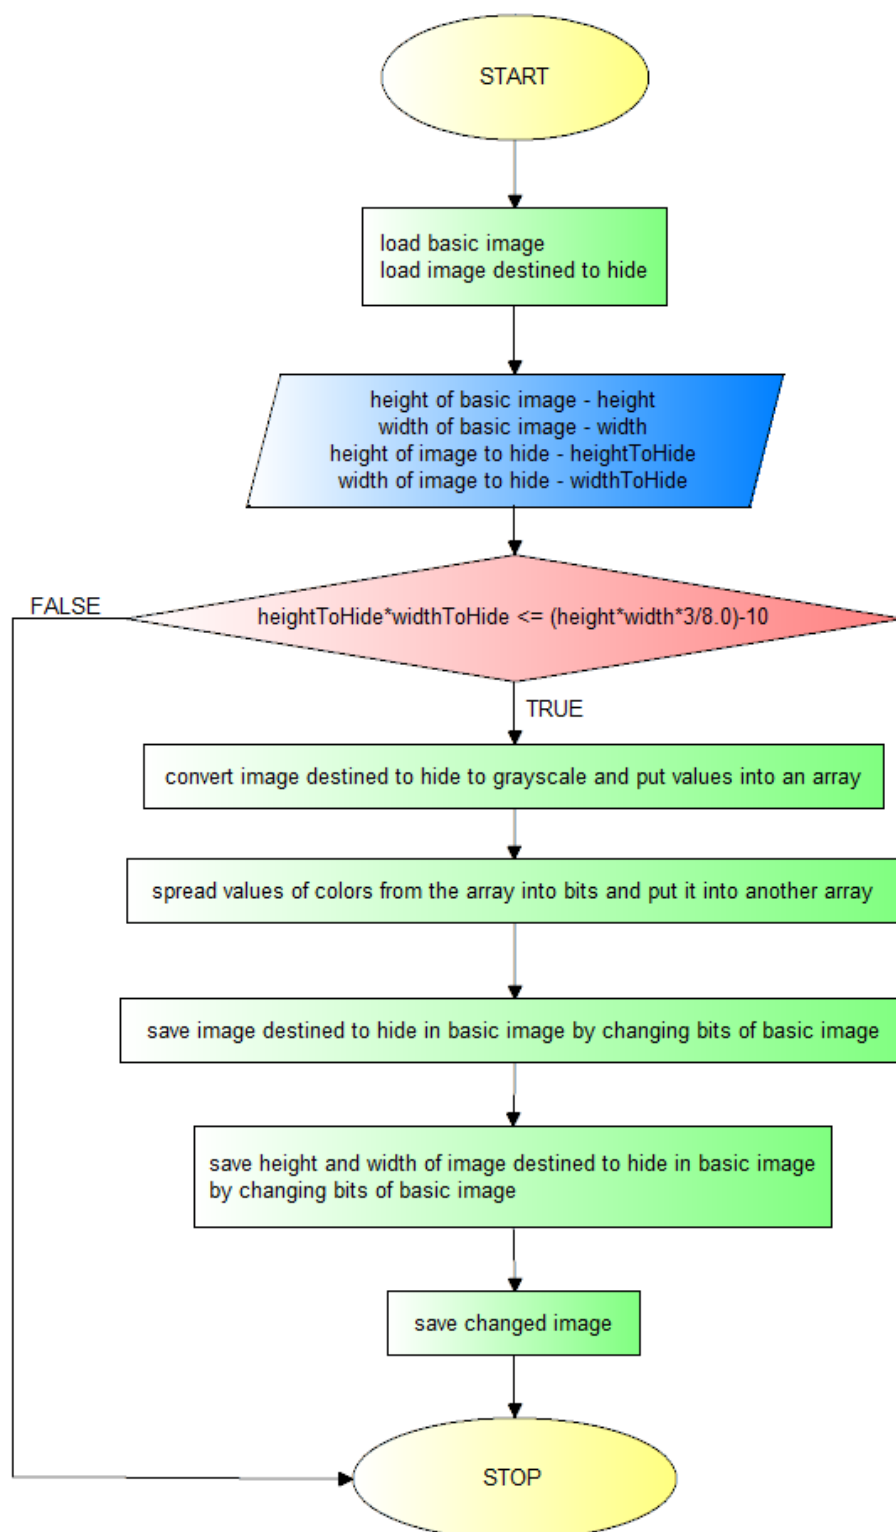 START
load basic image
load image destined to hide
height of basic image - height
width of basic image - width
height of image to hide - heightToHide
width of image to hide - widthToHide
FALSE
heightToHide*widthToHide <= (height*width*3/8.0)-10
TRUE
convert image destined to hide to grayscale and put values into an array
spread values of colors from the array into bits and put it into another array
save image destined to hide in basic image by changing bits of basic image
save height and width of image destined to hide in basic image
by changing bits of basic image
save changed image
STOP